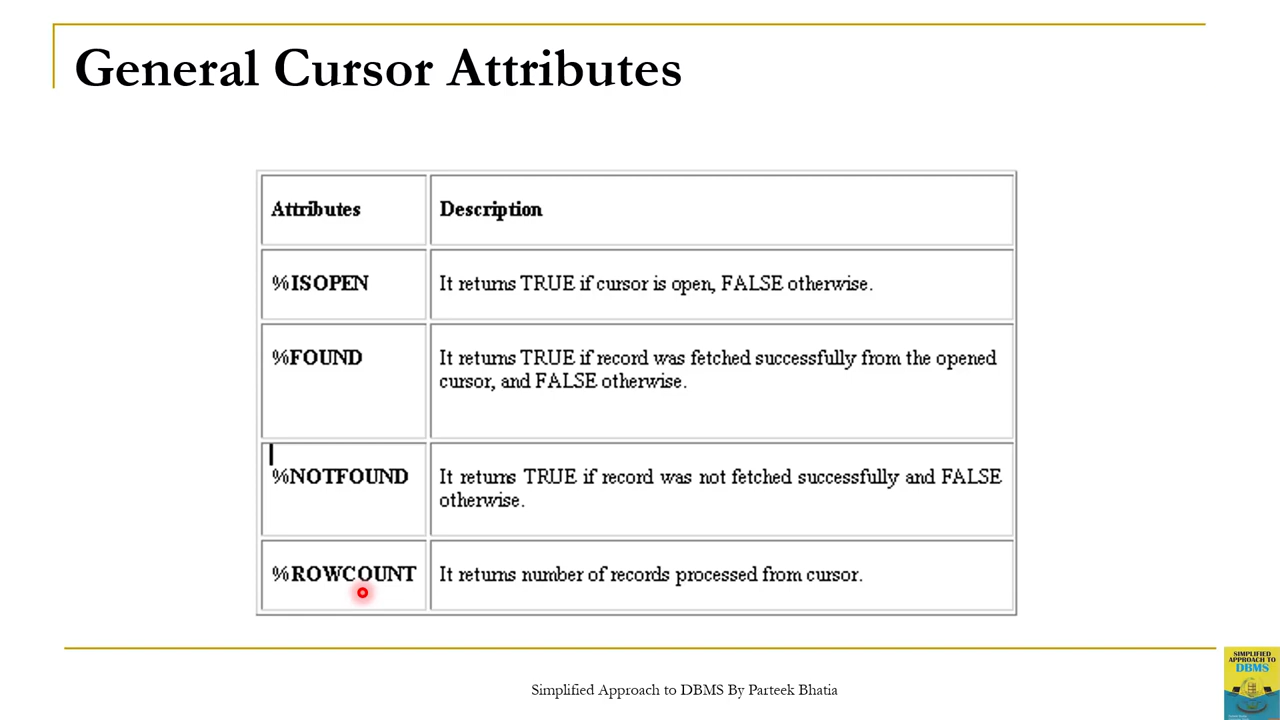 General Cursor Attributes
Attributes
Description
%ISOPEN
It returns TRUE if cursor is open, FALSE otherwise.
%FOUND
It returns TRUE if record was fetched successfully from the opened
cursor, and FALSE otherwise.
%NOTFOUND
It returns TRUE if record was not fetched successfully and FALSE
otherwise.
%ROWCOUNT
It returns number of records processed from cursor.
Simplified Approach to DBMS By Parteek Bhatia
SIMPLIFIED
APPROACH TO
DBMS